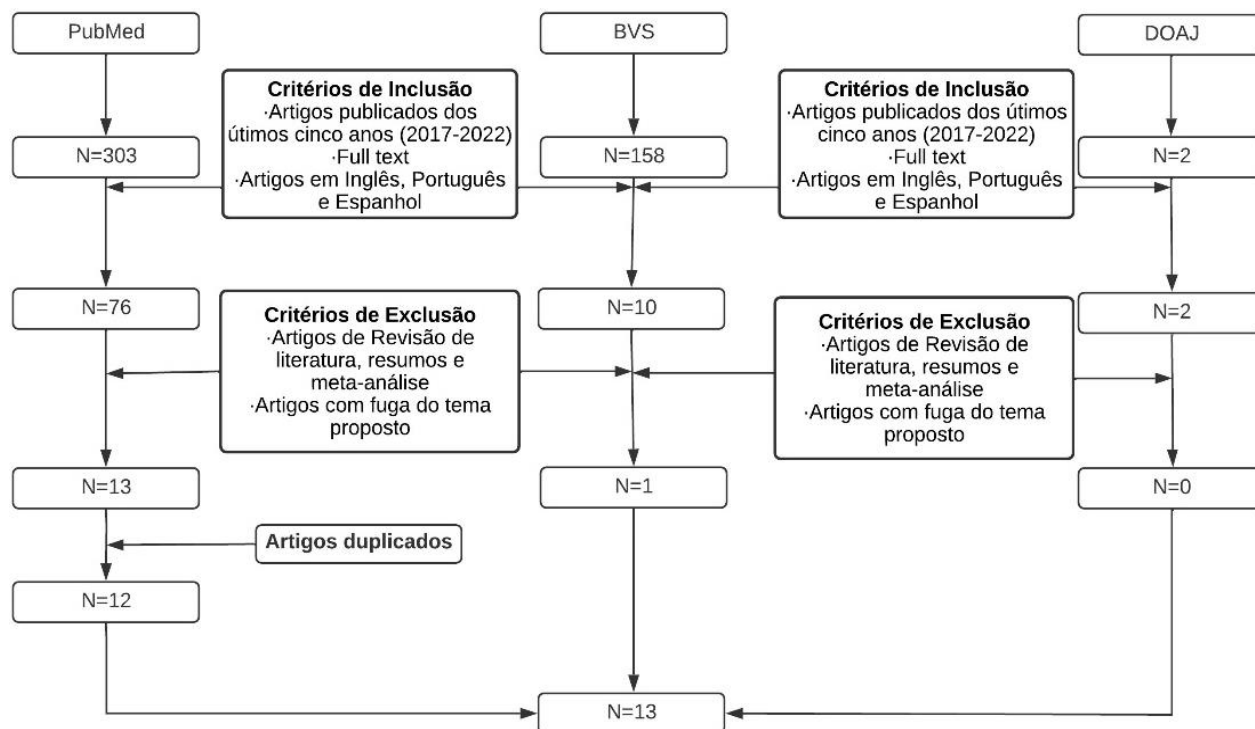 PubMed
BVS
DOAJ
Critérios de Inclusão
·Artigos publicados dos
útimos cinco anos (2017-2022)
·Full text
·Artigos em Inglês, Português
e Espanhol
Critérios de Inclusão
·Artigos publicados dos útimos
cinco anos (2017-2022)
·Full text
·Artigos em Inglês, Português
e Espanhol
N=303
N=158
N=2
N=76
N=10
N=2
Critérios de Exclusão
·Artigos de Revisão de
literatura, resumos e
meta-análise
·Artigos com fuga do tema
proposto
Critérios de Exclusão
·Artigos de Revisão de
literatura, resumos e
meta-análise
·Artigos com fuga do tema
proposto
N=13
N=1
N=0
Artigos duplicados
N=12
N=13